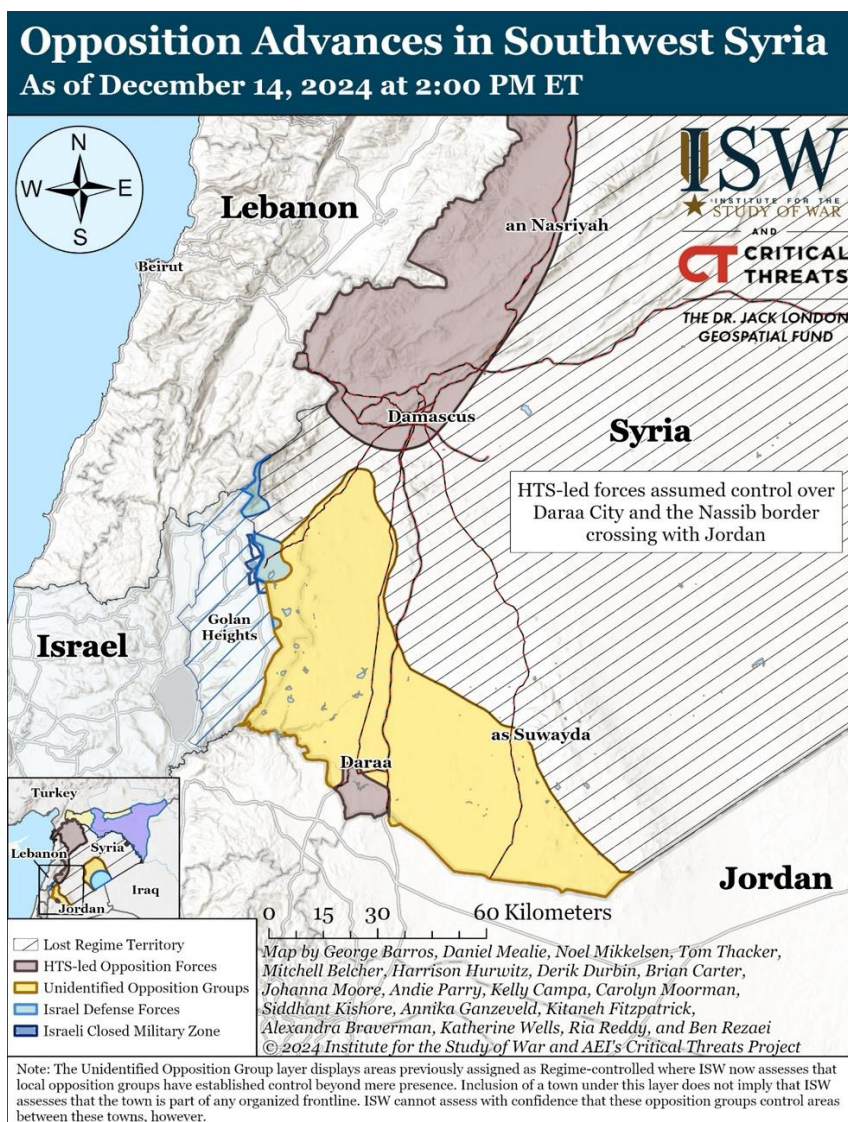 Opposition Advances in Southwest Syria
As of December 14, 2024 at 2:00 PM ET
N
W
E
S
Lebanon
Beirut
an Nasriyah
ISW
INSTITUTE FOR THE
STUDY OF WAR
AND
CT CRITICAL
THREATS
THE DR. JACK LONDON
GEOSPATIAL FUND
Damascus
Syria
HTS-led forces assumed control over
Daraa City and the Nassib border
crossing with Jordan
Golan
Heights
Israel
as Suwayda
Daraa
Jordan
Turkey
Lebanon
Syria
Iraq
Jordan
0 15 30 60 Kilometers
Lost Regime Territory
HTS-led Opposition Forces
Unidentified Opposition Groups
Israel Defense Forces
Israeli Closed Military Zone
Map by George Barros, Daniel Mealie, Noel Mikkelsen, Tom Thacker,
Mitchell Belcher, Harrison Hurwitz, Derik Durbin, Brian Carter,
Johanna Moore, Andie Parry, Kelly Campa, Carolyn Moorman,
Siddhant Kishore, Annika Ganzeveld, Kitaneh Fitzpatrick,
Alexandra Braverman, Katherine Wells, Ria Reddy, and Ben Rezaei
© 2024 Institute for the Study of War and AEI's Critical Threats Project
Note: The Unidentified Opposition Group layer displays areas previously assigned as Regime-controlled where ISW now assesses that
local opposition groups have established control beyond mere presence. Inclusion of a town under this layer does not imply that ISW
assesses that the town is part of any organized frontline. ISW cannot assess with confidence that these opposition groups control areas
between these towns, however.